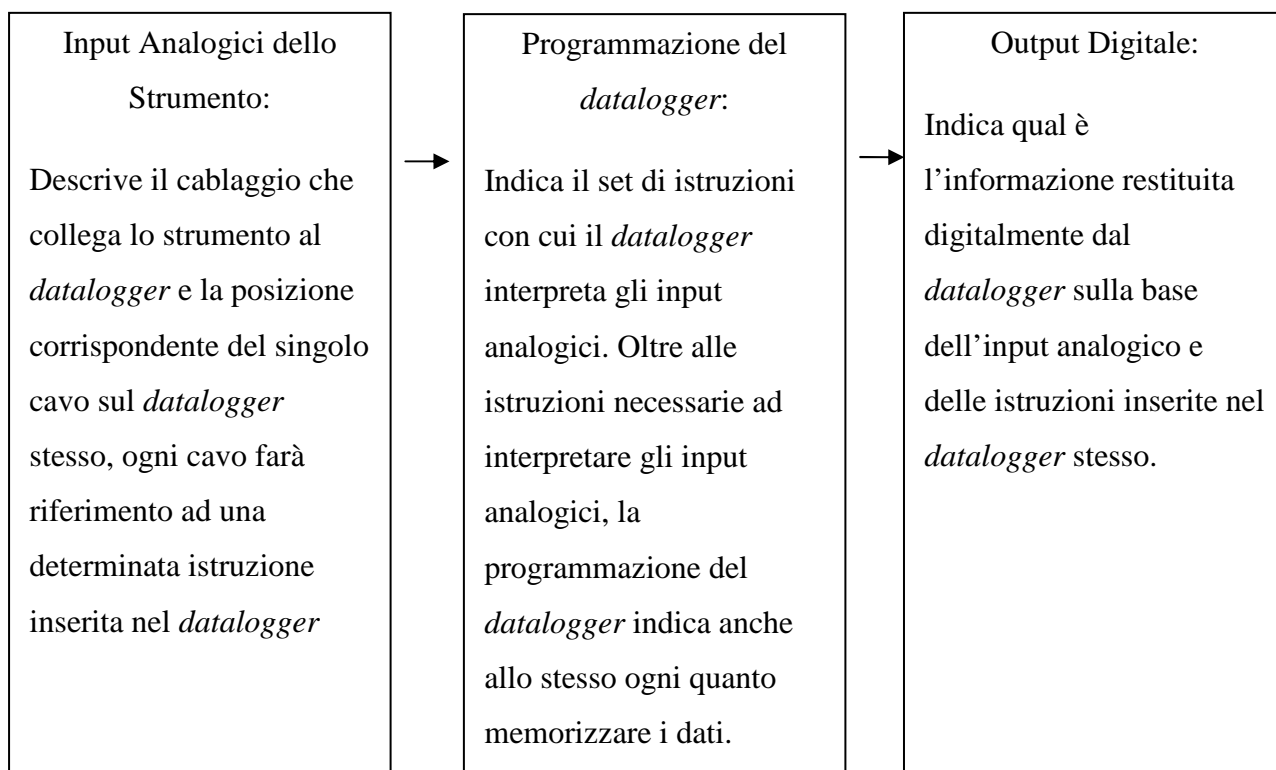 Input Analogici dello
Strumento:
Descrive il cablaggio che
collega lo strumento al
datalogger e la posizione
corrispondente del singolo
cavo sul datalogger
stesso, ogni cavo farà
riferimento ad una
determinata istruzione
inserita nel datalogger
Programmazione del
datalogger:
Indica il set di istruzioni
con cui il datalogger
interpreta gli input
analogici. Oltre alle
istruzioni necessarie ad
interpretare gli input
analogici, la
programmazione del
datalogger indica anche
allo stesso ogni quanto
memorizzare i dati.
Output Digitale:
Indica qual è
l’informazione restituita
digitalmente dal
datalogger sulla base
dell’input analogico e
delle istruzioni inserite nel
datalogger stesso.